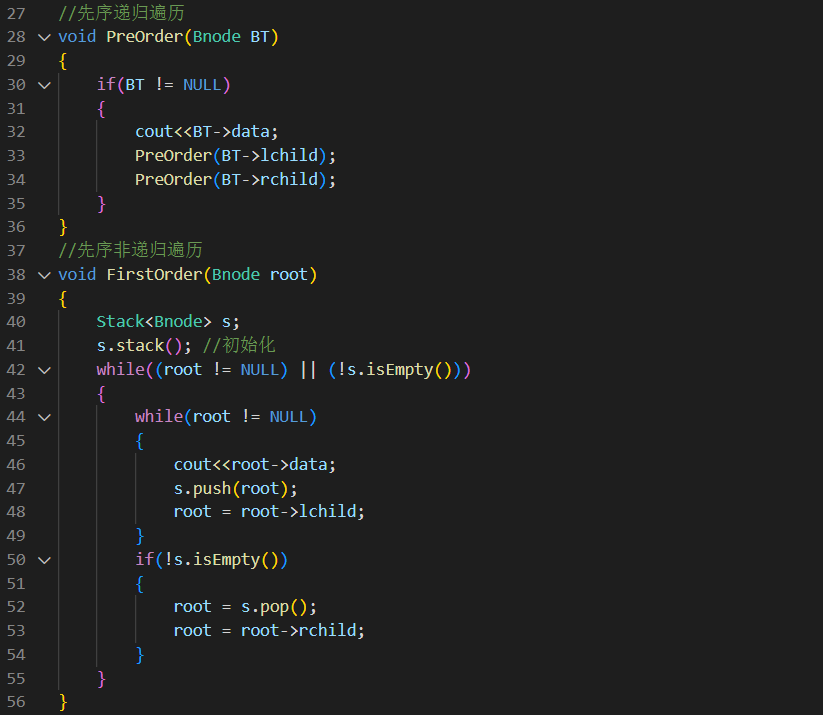 27 //先序递归遍历
28 void PreOrder(Bnode BT)
29 {
30     if(BT != NULL)
31     {
32         cout<<BT->data;
33         PreOrder(BT->lchild);
34         PreOrder(BT->rchild);
35     }
36 }
37 //先序非递归遍历
38 void FirstOrder(Bnode root)
39 {
40     Stack<Bnode> s;
41     s.stack(); //初始化
42     while((root != NULL) || (!s.isEmpty()))
43     {
44         while(root != NULL)
45         {
46             cout<<root->data;
47             s.push(root);
48             root = root->lchild;
49         }
50         if(!s.isEmpty())
51         {
52             root = s.pop();
53             root = root->rchild;
54         }
55     }
56 }